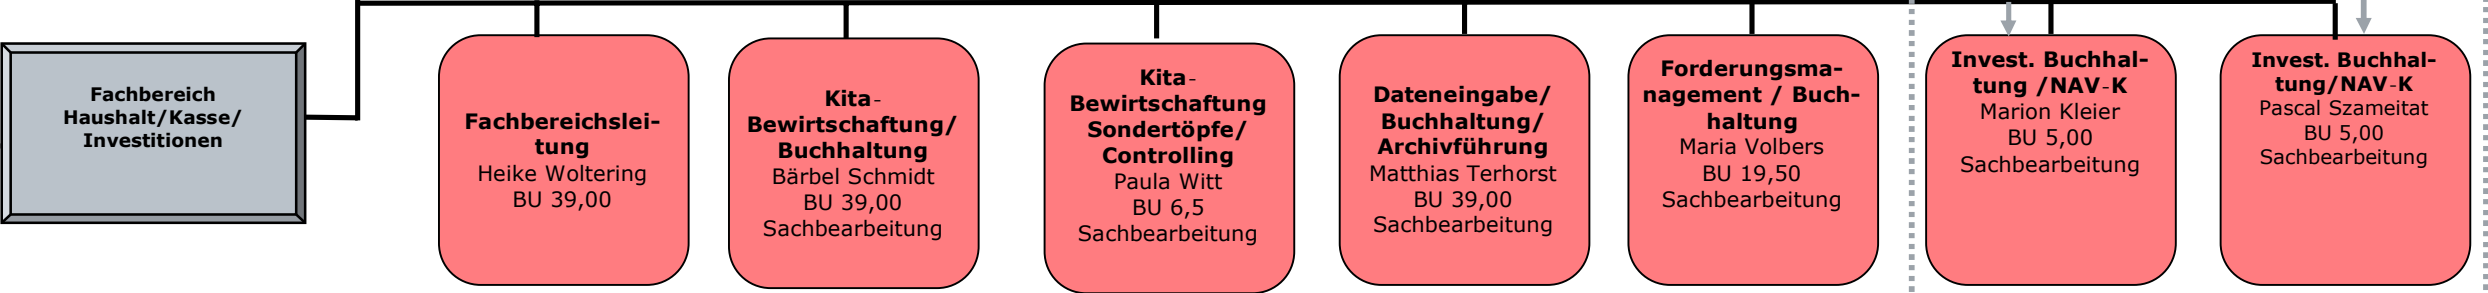 Fachbereich
Haushalt/Kasse/
Investitionen
Fachbereichslei-
tung
Heike Woltering
BU 39,00
Kita-
Bewirtschaftung/
Buchhaltung
Bärbel Schmidt
BU 39,00
Sachbearbeitung
Kita-
Bewirtschaftung
Sondertöpfe/
Controlling
Paula Witt
BU 6,5
Sachbearbeitung
Dateneingabe/
Buchhaltung/
Archivführung
Matthias Terhorst
BU 39,00
Sachbearbeitung
Forderungsma-
nagement / Buch-
haltung
Maria Volbers
BU 19,50
Sachbearbeitung
Invest. Buchhal-
tung /NAV-K
Marion Kleier
BU 5,00
Sachbearbeitung
Invest. Buchhal-
tung/NAV-K
Pascal Szameitat
BU 5,00
Sachbearbeitung